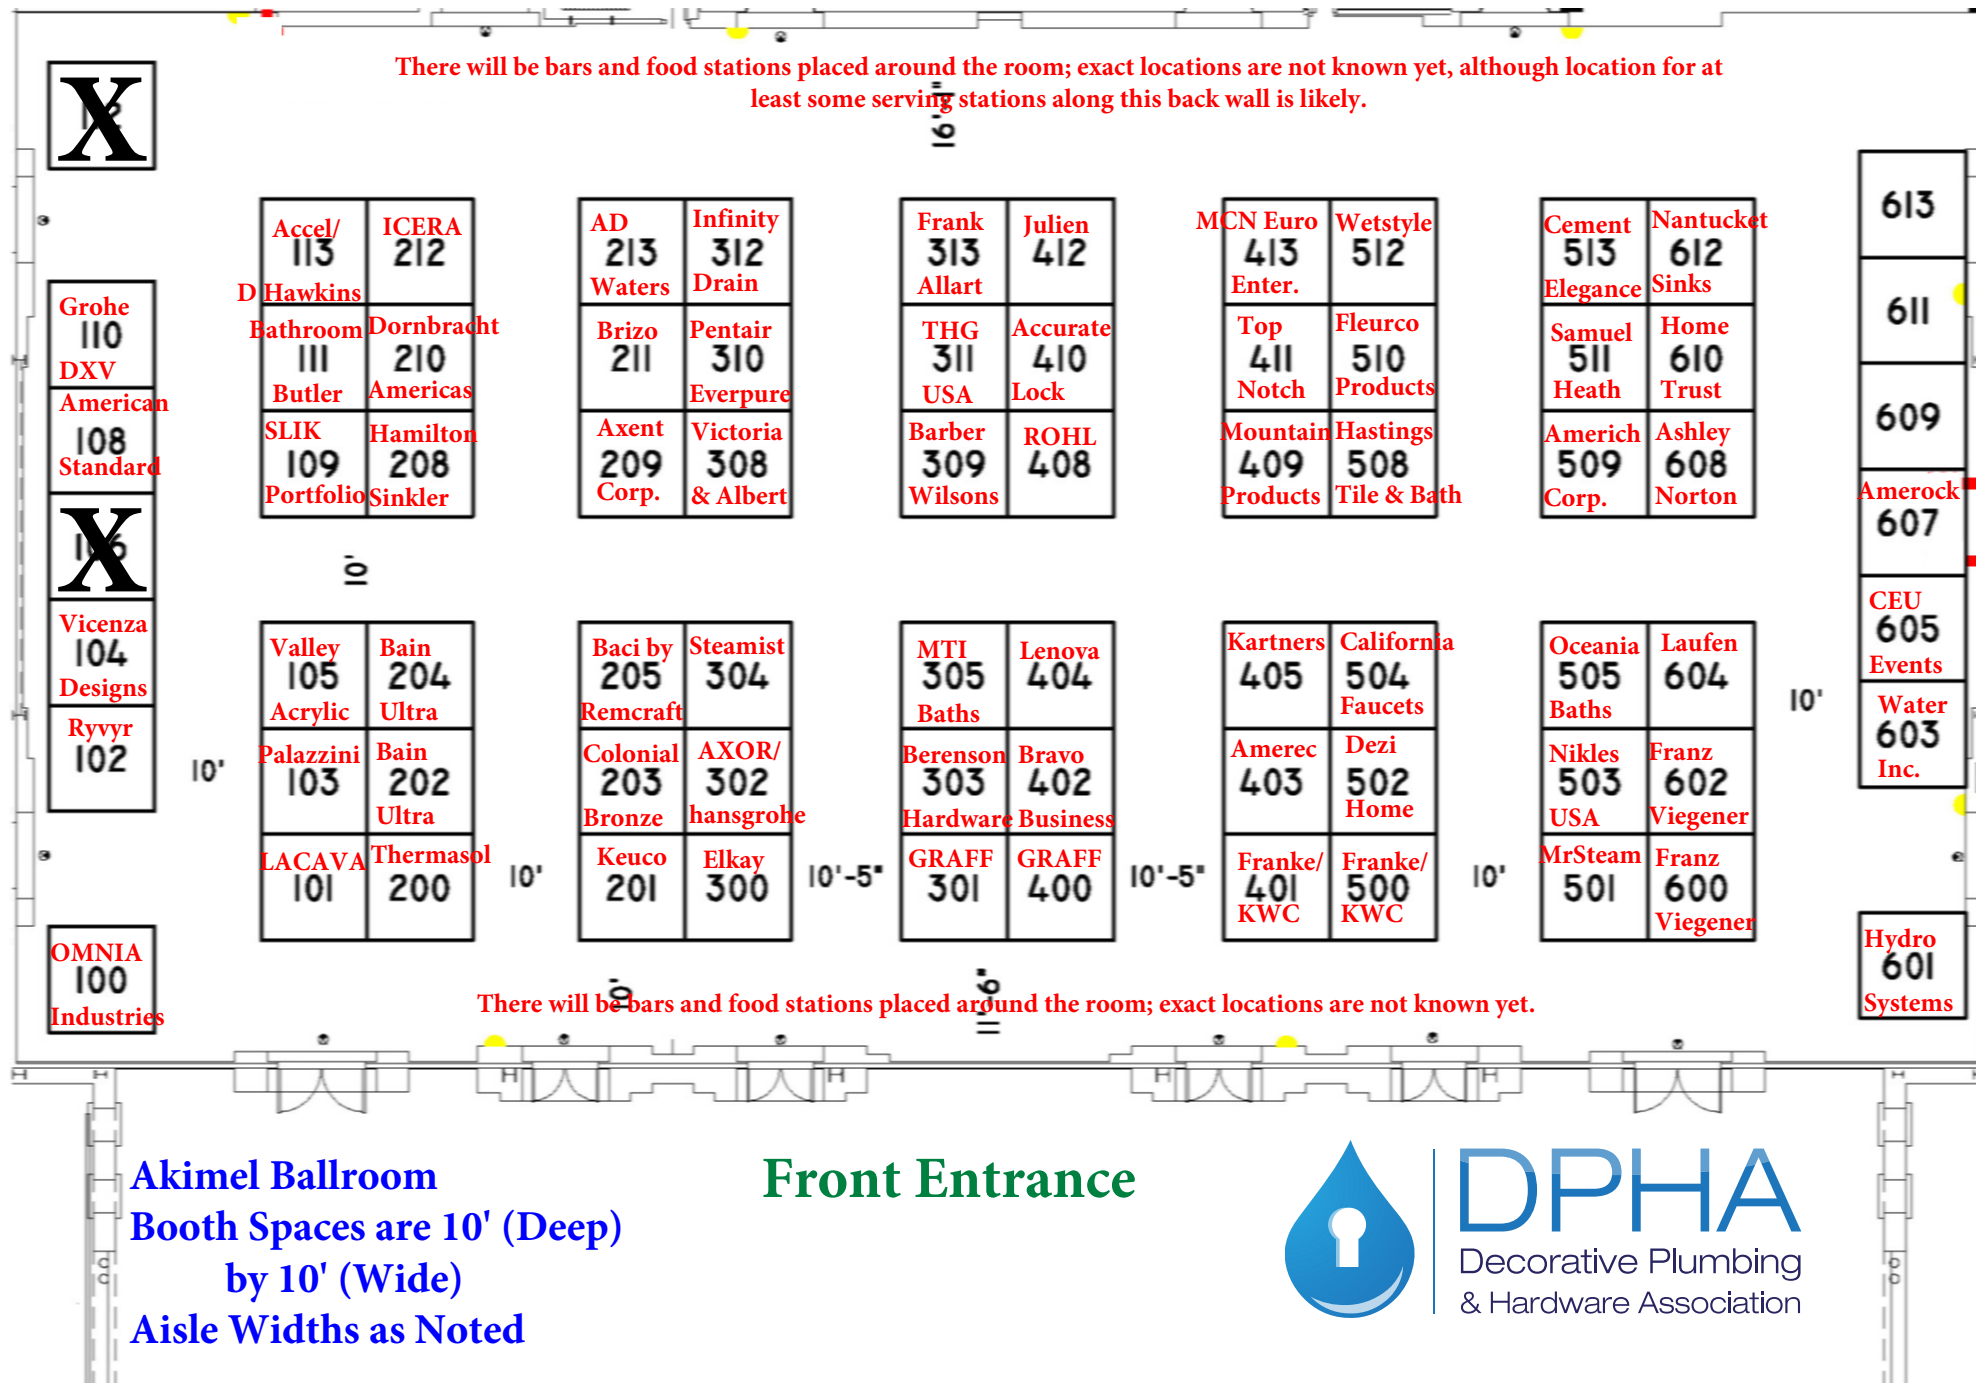 There will be bars and food stations placed around the room; exact locations are not known yet, although location for at
least some serving stations along this back wall is likely.
16'-1"
X
613
Accel/
113
D Hawkins
ICERA
212
AD
213
Waters
Infinity
312
Drain
Frank
313
Allart
Julien
412
MCN Euro
413
Enter.
Wetstyle
512
Cement
513
Elegance
Nantucket
612
Sinks
611
Grohe
110
DXV
Bathroom
111
Butler
Dornbracht
210
Americas
Brizo
211
Pentair
310
Everpure
THG
311
USA
Accurate
410
Lock
Top
411
Notch
Fleurco
510
Products
Samuel
511
Heath
Home
610
Trust
609
American
108
Standard
SLIK
109
Portfolio
Hamilton
208
Sinkler
Axent
209
Corp.
Victoria
308
& Albert
Barber
309
Wilsons
ROHL
408
Mountain
409
Products
Hastings
508
Tile & Bath
Americh
509
Corp.
Ashley
608
Norton
Amerock
607
X
106
10'
CEU
605
Events
Vicenza
104
Designs
Valley
105
Acrylic
Bain
204
Ultra
Baci by
205
Remcraft
Steamist
304
MTI
305
Baths
Lenova
404
Kartners
405
California
504
Faucets
Oceania
505
Baths
Laufen
604
10'
Water
603
Inc.
Ryvyr
102
10'
Palazzini
103
Bain
202
Ultra
Colonial
203
Bronze
AXOR/
302
hansgrohe
Berenson
303
Hardware
Bravo
402
Business
Amerec
403
Dezi
502
Home
Nikles
503
USA
Franz
602
Viegener
LACAVA
101
Thermasol
200
10'
Keuco
201
Elkay
300
10'-5"
GRAFF
301
GRAFF
400
10'-5"
Franke/
401
KWC
Franke/
500
KWC
10'
MrSteam
501
Franz
600
Viegener
OMNIA
100
Industries
Hydro
601
Systems
10'
11'-6"
There will be bars and food stations placed around the room; exact locations are not known yet.
Akimel Ballroom
Booth Spaces are 10' (Deep)
by 10' (Wide)
Aisle Widths as Noted
Front Entrance
DPHA
Decorative Plumbing
& Hardware Association